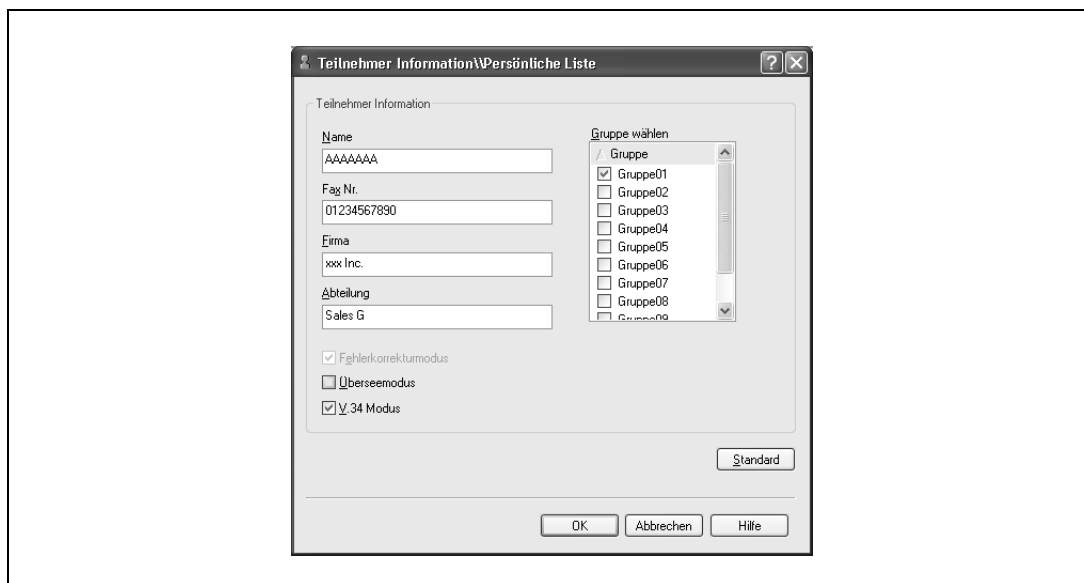 Teilnehmer Information\\Persönliche Liste
Teilnehmer Information
Name
AAAAAAA
Fax Nr.
01234567890
Firma
xxx Inc.
Abteilung
Sales G
Fehlerkorrekturmodus
Überseemodus
V.34 Modus
Gruppe wählen
Gruppe
Gruppe01
Gruppe02
Gruppe03
Gruppe04
Gruppe05
Gruppe06
Gruppe07
Gruppe08
Gruppe09
Standard
OK
Abbrechen
Hilfe